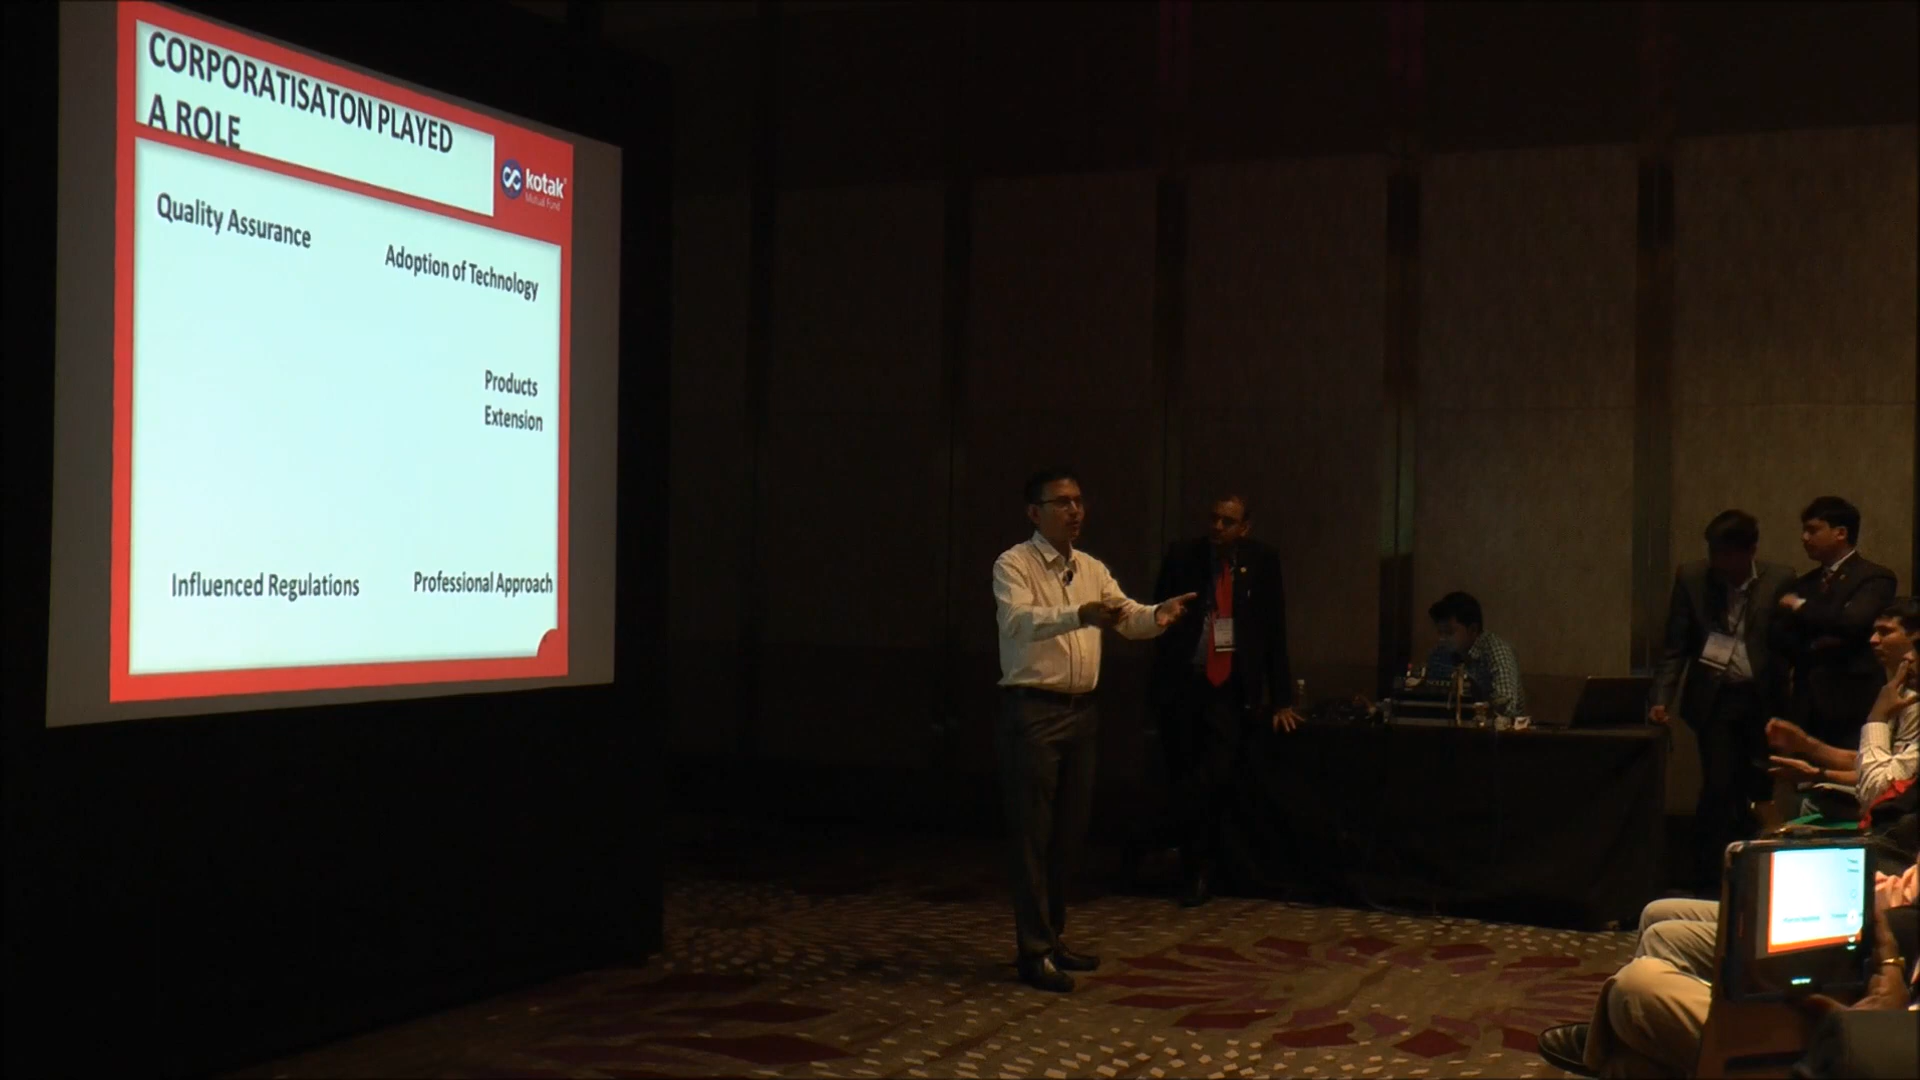 CORPORATISATON PLAYED
A ROLE
kotak
Mutual Fund
Quality Assurance
Adoption of Technology
Products
Extension
Influenced Regulations
Professional Approach